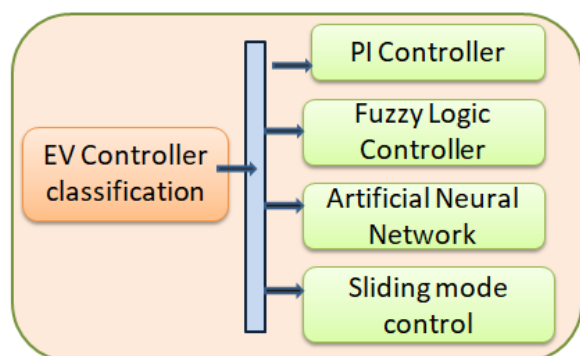 EV Controller
classification
PI Controller
Fuzzy Logic
Controller
Artificial Neural
Network
Sliding mode
control